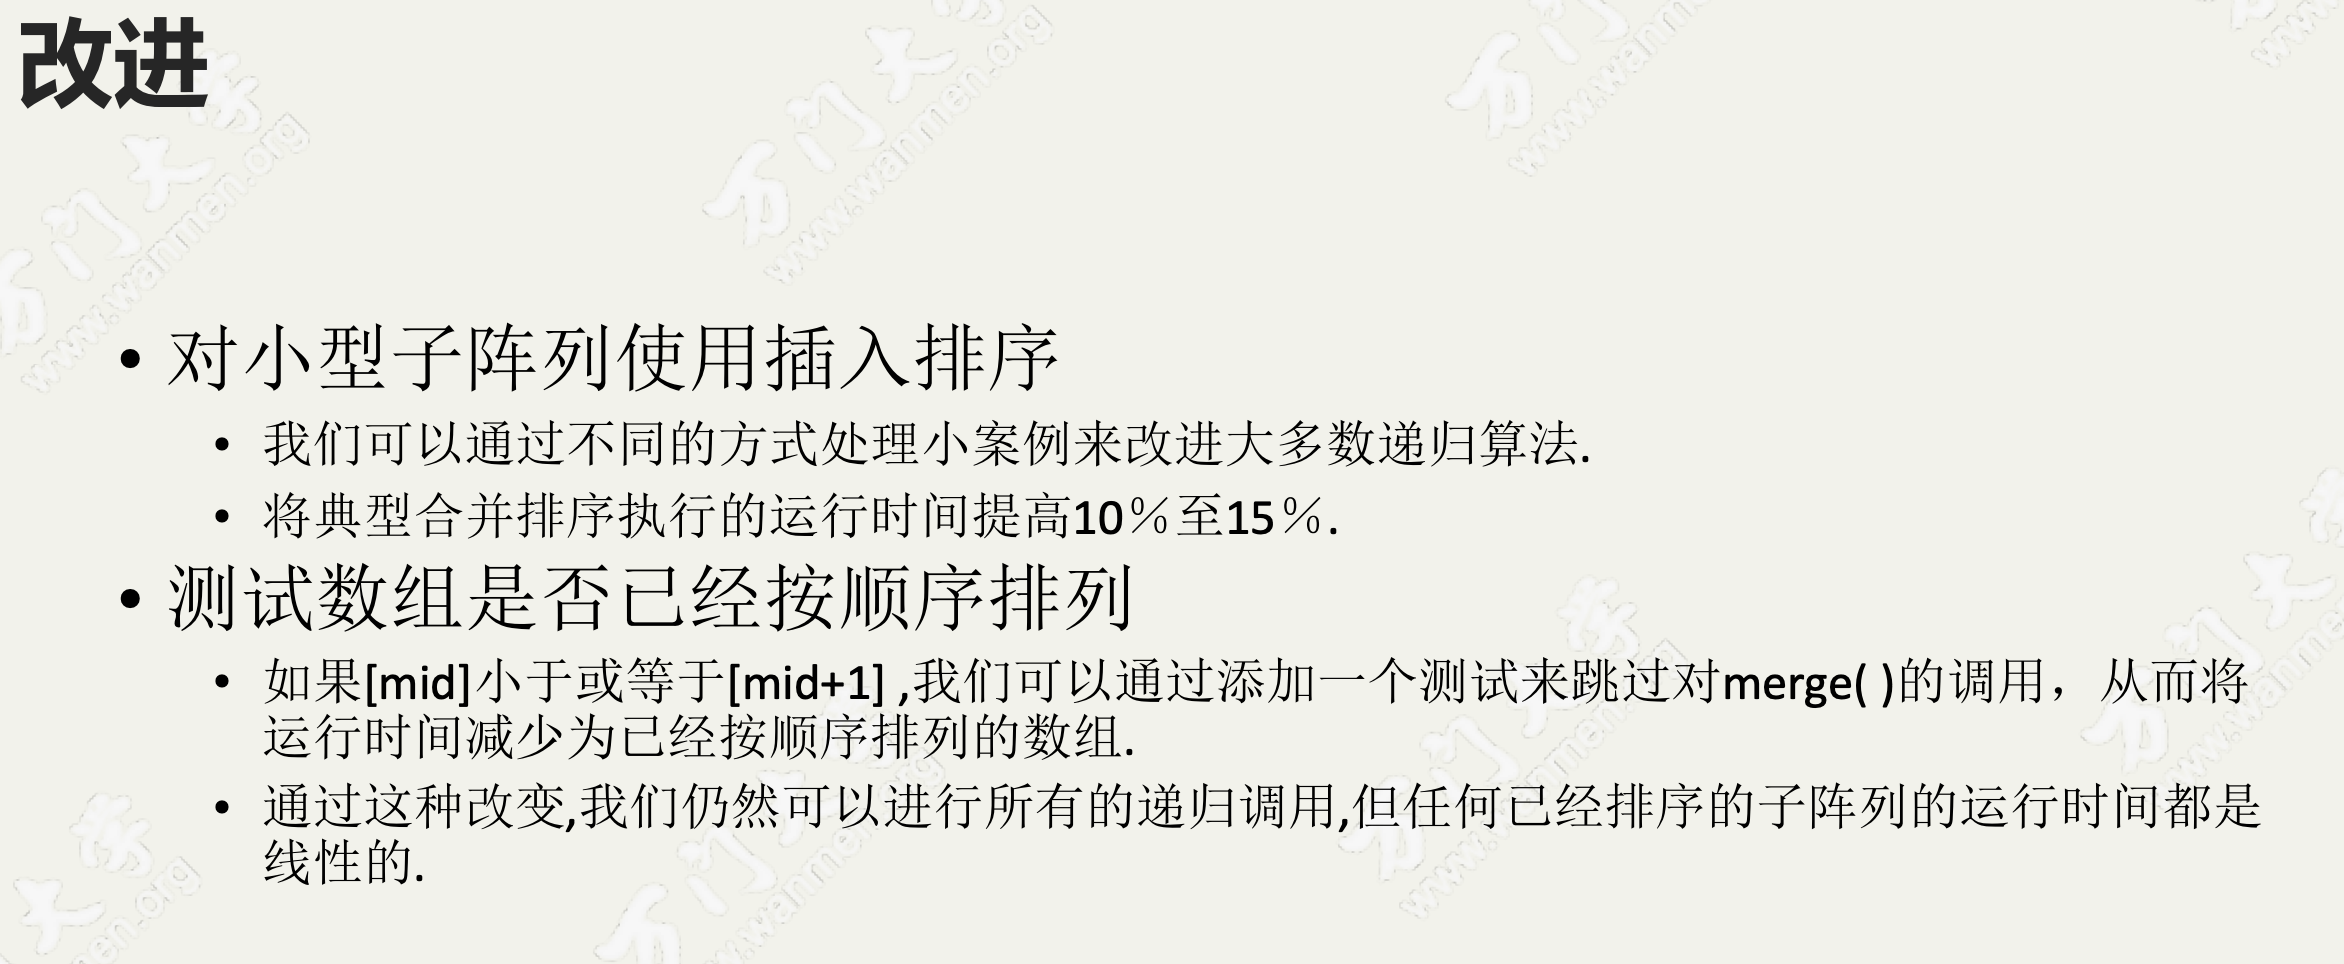 改进
• 对小型子阵列使用插入排序
• 我们可以通过不同的方式处理小案例来改进大多数递归算法.
• 将典型合并排序执行的运行时间提高10％至15％.
• 测试数组是否已经按顺序排列
• 如果[mid]小于或等于[mid+1] ,我们可以通过添加一个测试来跳过对merge( )的调用，从而将
运行时间减少为已经按顺序排列的数组.
• 通过这种改变,我们仍然可以进行所有的递归调用,但任何已经排序的子阵列的运行时间都是
线性的.
万门大学
www.wanmen.org